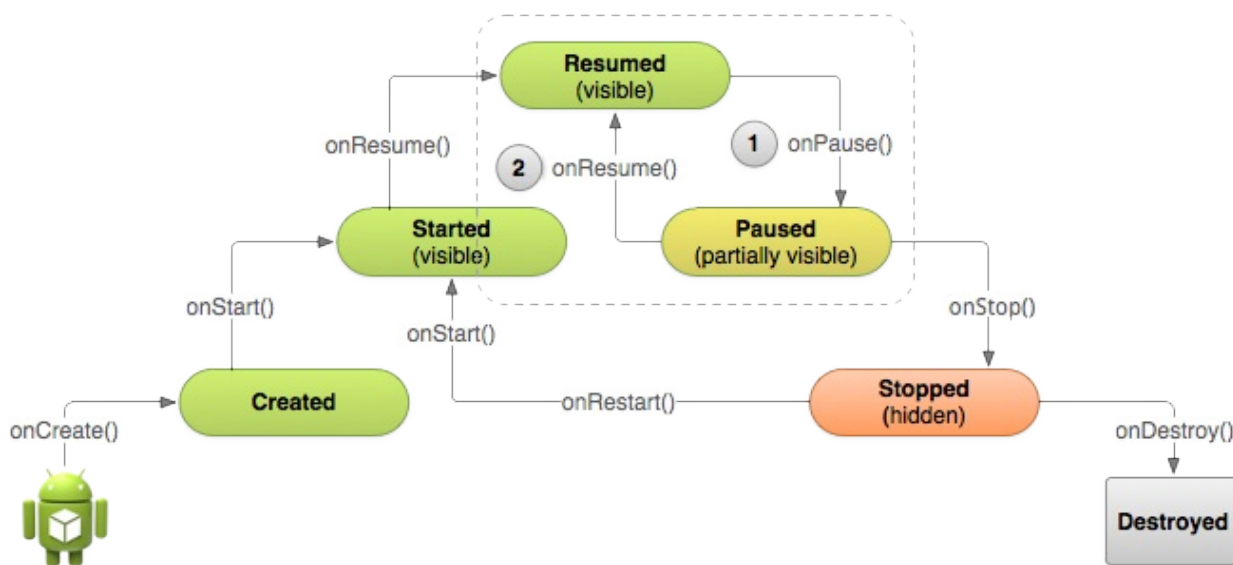 Resumed
(visible)
onResume()
2
onResume()
1
onPause()
Started
(visible)
Paused
(partially visible)
onStart()
onStart()
onStop()
Created
onRestart()
Stopped
(hidden)
onCreate()
onDestroy()
Destroyed